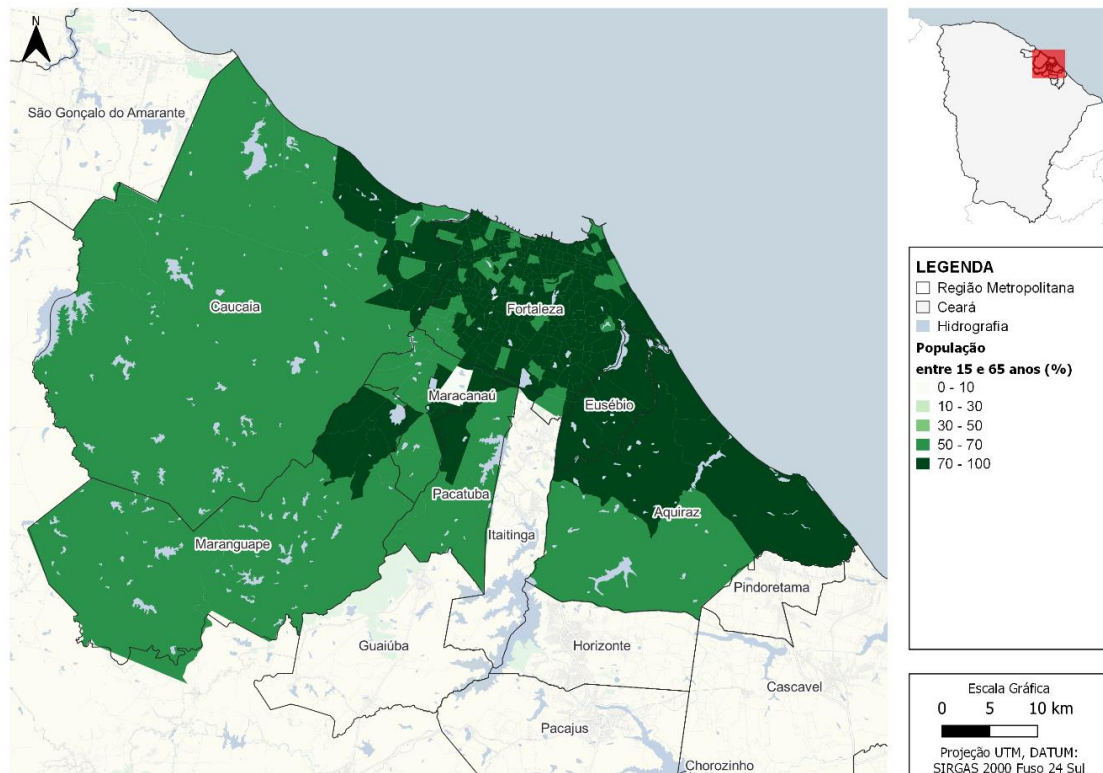 N
São Gonçalo do Amarante
Caucaia
Fortaleza
Maracanaú
Eusébio
Pacatuba
Aquiraz
Itaitinga
Maranguape
Pindoretama
Guaiúba
Horizonte
Cascavel
Pacajus
Chorozinho
LEGENDA
Região Metropolitana
Ceará
Hidrografia
População
entre 15 e 65 anos (%)
0 - 10
10 - 30
30 - 50
50 - 70
70 - 100
Escala Gráfica
0 5 10 km
Projeção UTM, DATUM:
SIRGAS 2000 Fuso 24 Sul